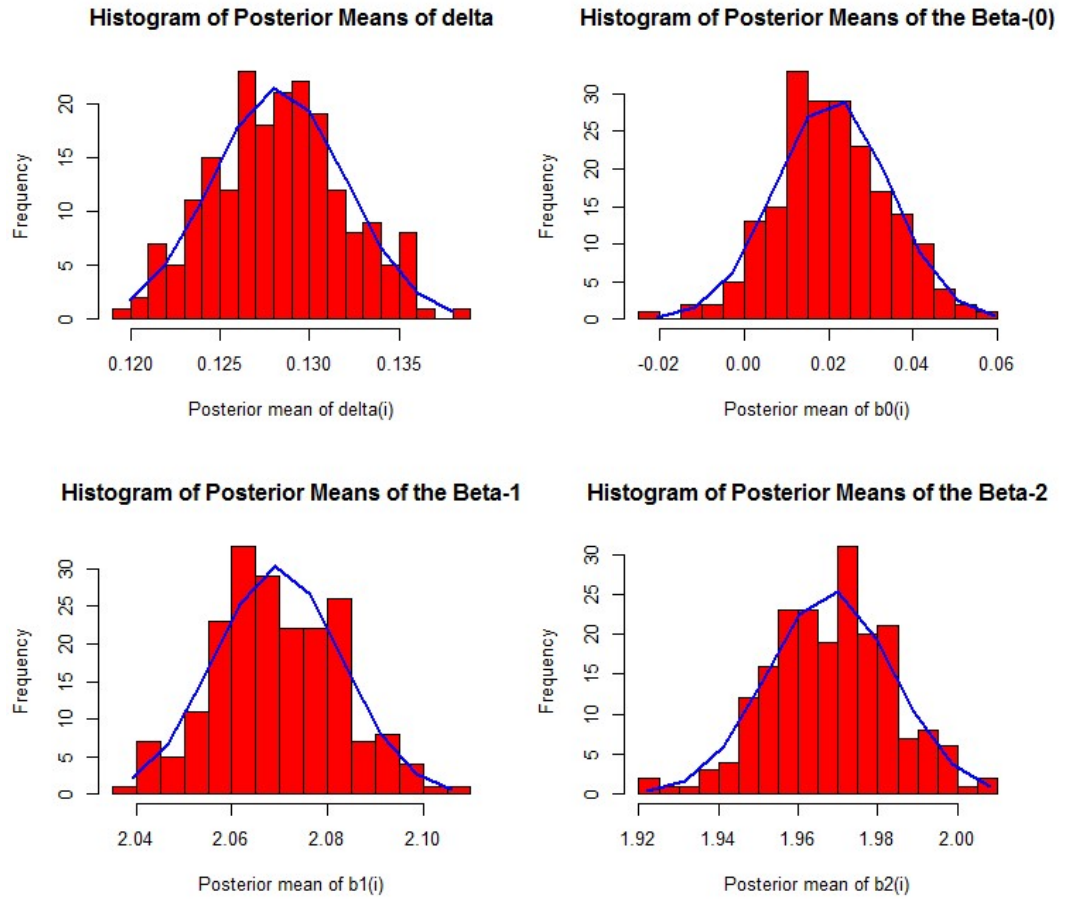 Histogram of Posterior Means of delta
Frequency
0
5
10
15
20
0.120 0.125 0.130 0.135
Posterior mean of delta(i)
Histogram of Posterior Means of the Beta-(0)
Frequency
0
5
10
15
20
25
30
-0.02 0.00 0.02 0.04 0.06
Posterior mean of b0(i)
Histogram of Posterior Means of the Beta-1
Frequency
0
5
10
15
20
25
30
2.04 2.06 2.08 2.10
Posterior mean of b1(i)
Histogram of Posterior Means of the Beta-2
Frequency
0
5
10
15
20
25
30
1.92 1.94 1.96 1.98 2.00
Posterior mean of b2(i)